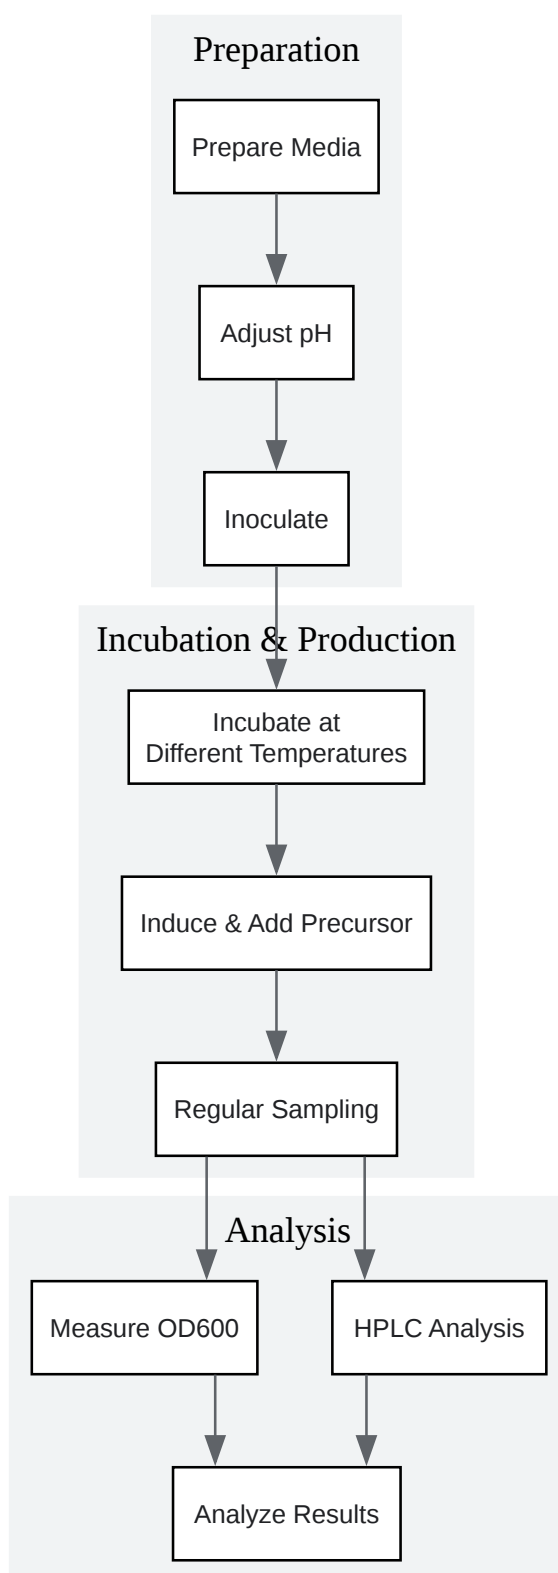 Preparation
Prepare Media
Adjust pH
Inoculate
Incubation & Production
Incubate at
Different Temperatures
Induce & Add Precursor
Regular Sampling
Analysis
Measure OD600
HPLC Analysis
Analyze Results